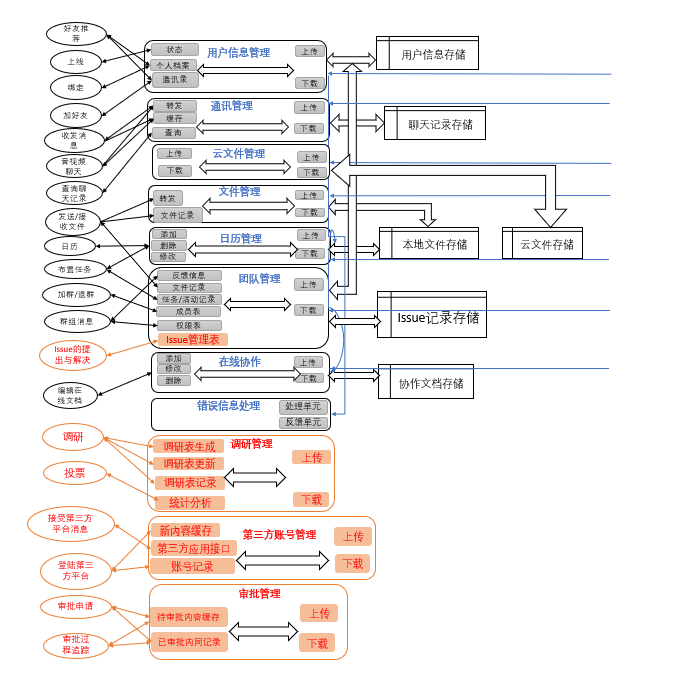 好友推
荐
上线
绑定
加好友
收发消
息
音视频
聊天
查询聊
天记录
发送/接
收文件
日历
布置任务
加群/退群
群组消息
Issue的提
出与解决
编辑在
线文档
调研
投票
接受第三方
平台消息
登陆第三
方平台
审批申请
审批过
程追踪
用户信息管理
状态
个人档案
通讯录
上传
下载
通讯管理
转发
缓存
查询
上传
下载
云文件管理
上传
下载
上传
下载
文件管理
转发
文件记录
上传
下载
日历管理
添加
删除
修改
上传
下载
团队管理
反馈信息
文件记录
任务/活动记录
成员表
权限表
Issue管理表
上传
下载
在线协作
添加
修改
删除
上传
下载
错误信息处理
处理单元
反馈单元
调研管理
调研表生成
调研表更新
调研表记录
统计分析
上传
下载
第三方账号管理
新内容缓存
第三方应用接口
账号记录
上传
下载
审批管理
待审批内容缓存
已审批内同记录
上传
下载
用户信息存储
聊天记录存储
本地文件存储
云文件存储
Issue记录存储
协作文档存储